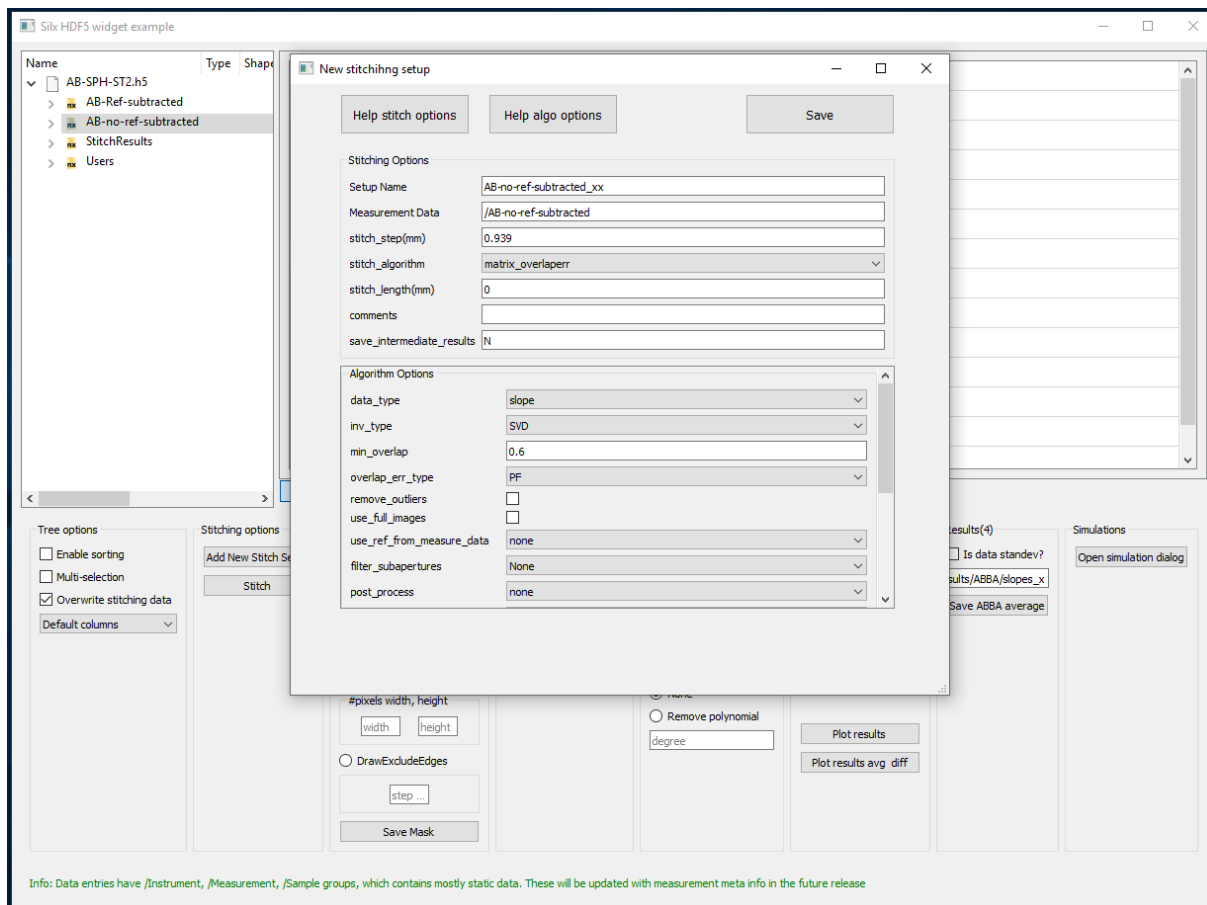 Silx HDF5 widget example
Name Type Shape
AB-SPH-ST2.h5
AB-Ref-subtracted
AB-no-ref-subtracted
StitchResults
Users
New stitchihng setup
Help stitch options Help algo options Save
Stitching Options
Setup Name AB-no-ref-subtracted_xx
Measurement Data /AB-no-ref-subtracted
stitch_step(mm) 0.939
stitch_algorithm matrix_overlaperr
stitch_length(mm) 0
comments
save_intermediate_results N
Algorithm Options
data_type slope
inv_type SVD
min_overlap 0.6
overlap_err_type PF
remove_outliers
use_full_images
use_ref_from_measure_data none
filter_subapertures None
post_process none
Tree options
Enable sorting
Multi-selection
Overwrite stitching data
Default columns
Stitching options
Add New Stitch Se
Stitch
#pixels width, height
width height
DrawExcludeEdges
step ...
Save Mask
None
Remove polynomial
degree
Plot results
Plot results avg diff
esults(4)
Is data standev?
sults/ABBA/slopes_x
Save ABBA average
Simulations
Open simulation dialog
Info: Data entries have /Instrument, /Measurement, /Sample groups, which contains mostly static data. These will be updated with measurement meta info in the future release